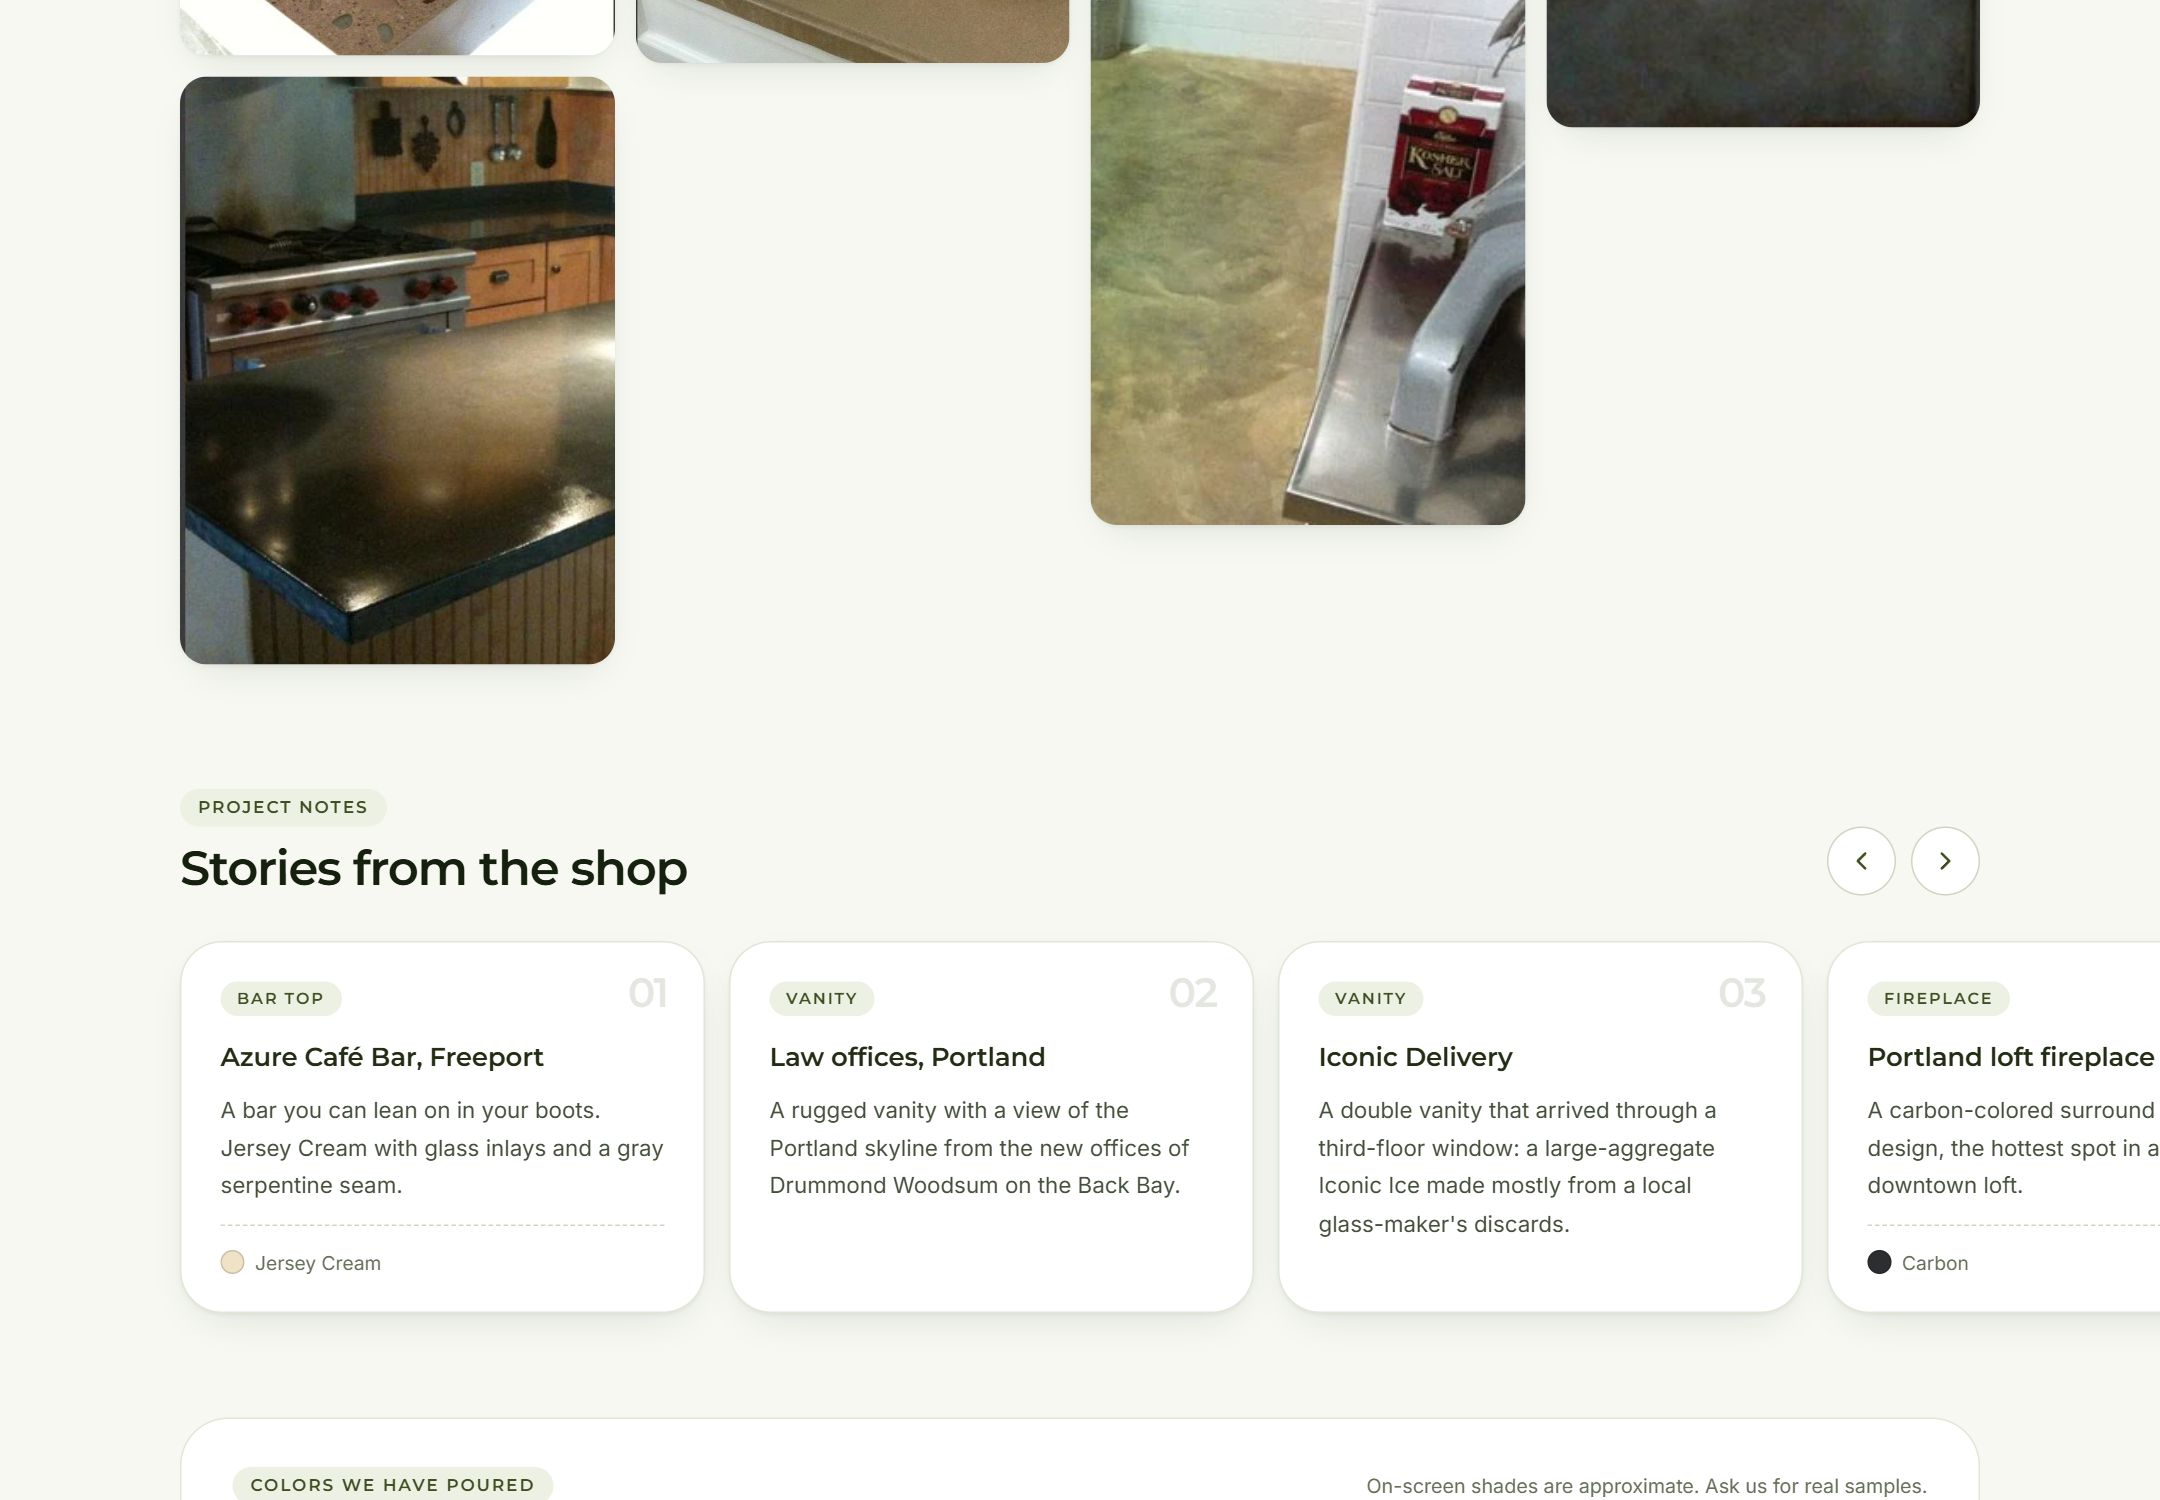 KOSHER
SALT
PROJECT NOTES
Stories from the shop
BAR TOP
01
Azure Café Bar, Freeport
A bar you can lean on in your boots.
Jersey Cream with glass inlays and a gray
serpentine seam.
Jersey Cream
VANITY
02
Law offices, Portland
A rugged vanity with a view of the
Portland skyline from the new offices of
Drummond Woodsum on the Back Bay.
VANITY
03
Iconic Delivery
A double vanity that arrived through a
third-floor window: a large-aggregate
Iconic Ice made mostly from a local
glass-maker's discards.
FIREPLACE
Portland loft fireplace
A carbon-colored surround
design, the hottest spot in a
downtown loft.
Carbon
COLORS WE HAVE POURED
On-screen shades are approximate. Ask us for real samples.